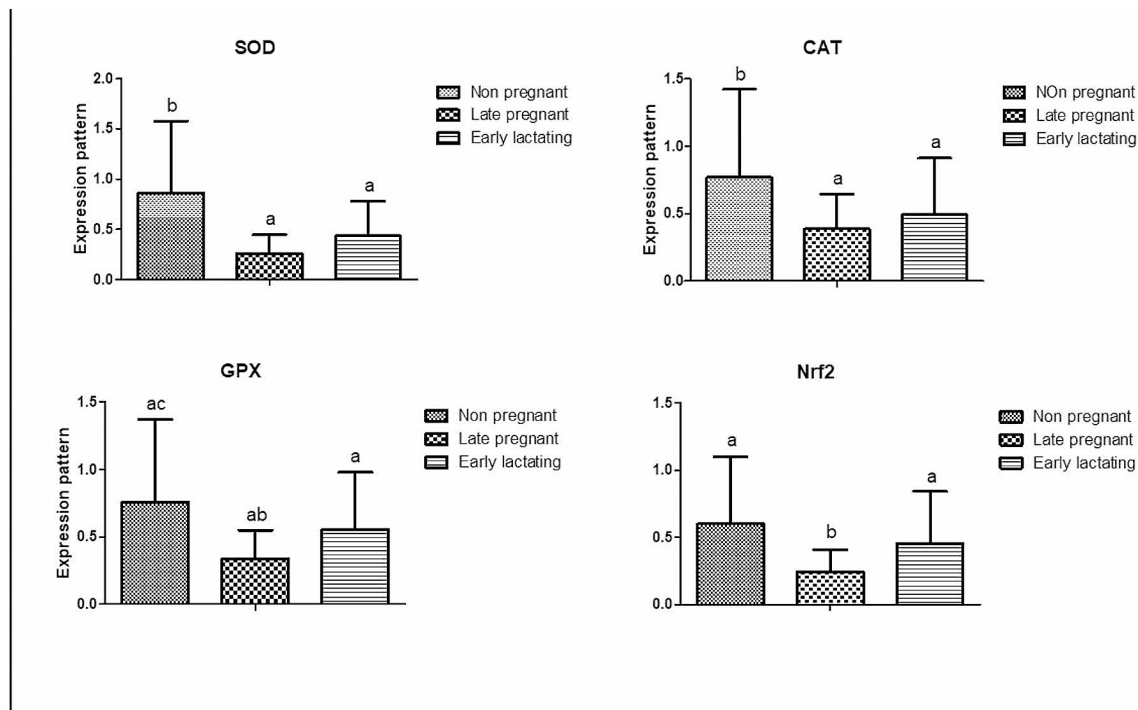 SOD
2.0
1.5
1.0
0.5
0.0
Expression pattern
b
a
a
Non pregnant
Late pregnant
Early lactating
CAT
1.5
1.0
0.5
0.0
Expression pattern
b
a
a
NOn pregnant
Late pregnant
Early lactating
GPX
1.5
1.0
0.5
0.0
Expression pattern
ac
ab
a
Non pregnant
Late pregnant
Early lactating
Nrf2
1.5
1.0
0.5
0.0
Expression pattern
a
b
a
Non pregnant
Late pregnant
Early lactating